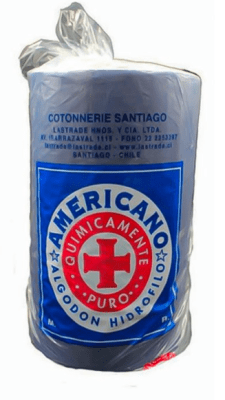 COTONNERIE SANTIAGO
LASTRADE HNOS. Y CIA. LTDA.
SANTIAGO - CHILE
AMERICANO
QUIMICAMENTE
PURO
ALGODON HIDROFILO